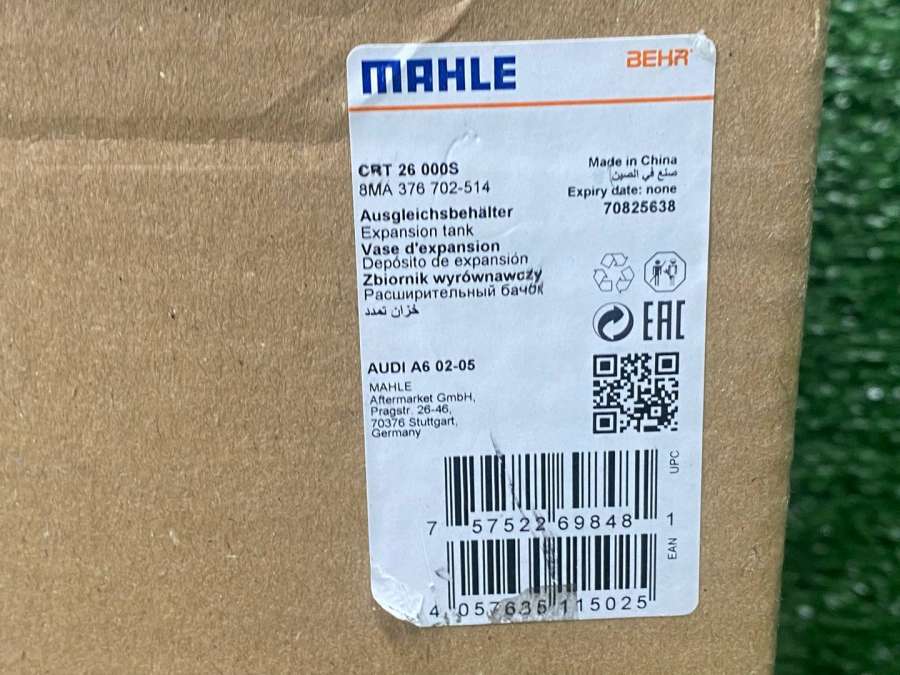 MAHLE
BEHR
CRT 26 000S
8MA 376 702-514
Made in China
صنع في الصين
Expiry date: none
70825638
Ausgleichsbehälter
Expansion tank
Vase d'expansion
Depósito de expansión
Zbiornik wyrównawczy
Расширительный бачок
خزان تمدد
EAC
AUDI A6 02-05
MAHLE
Aftermarket GmbH,
Pragstr. 26-46,
70376 Stuttgart,
Germany
UPC
7 57522 69848 1
EAN
4 057635 115025